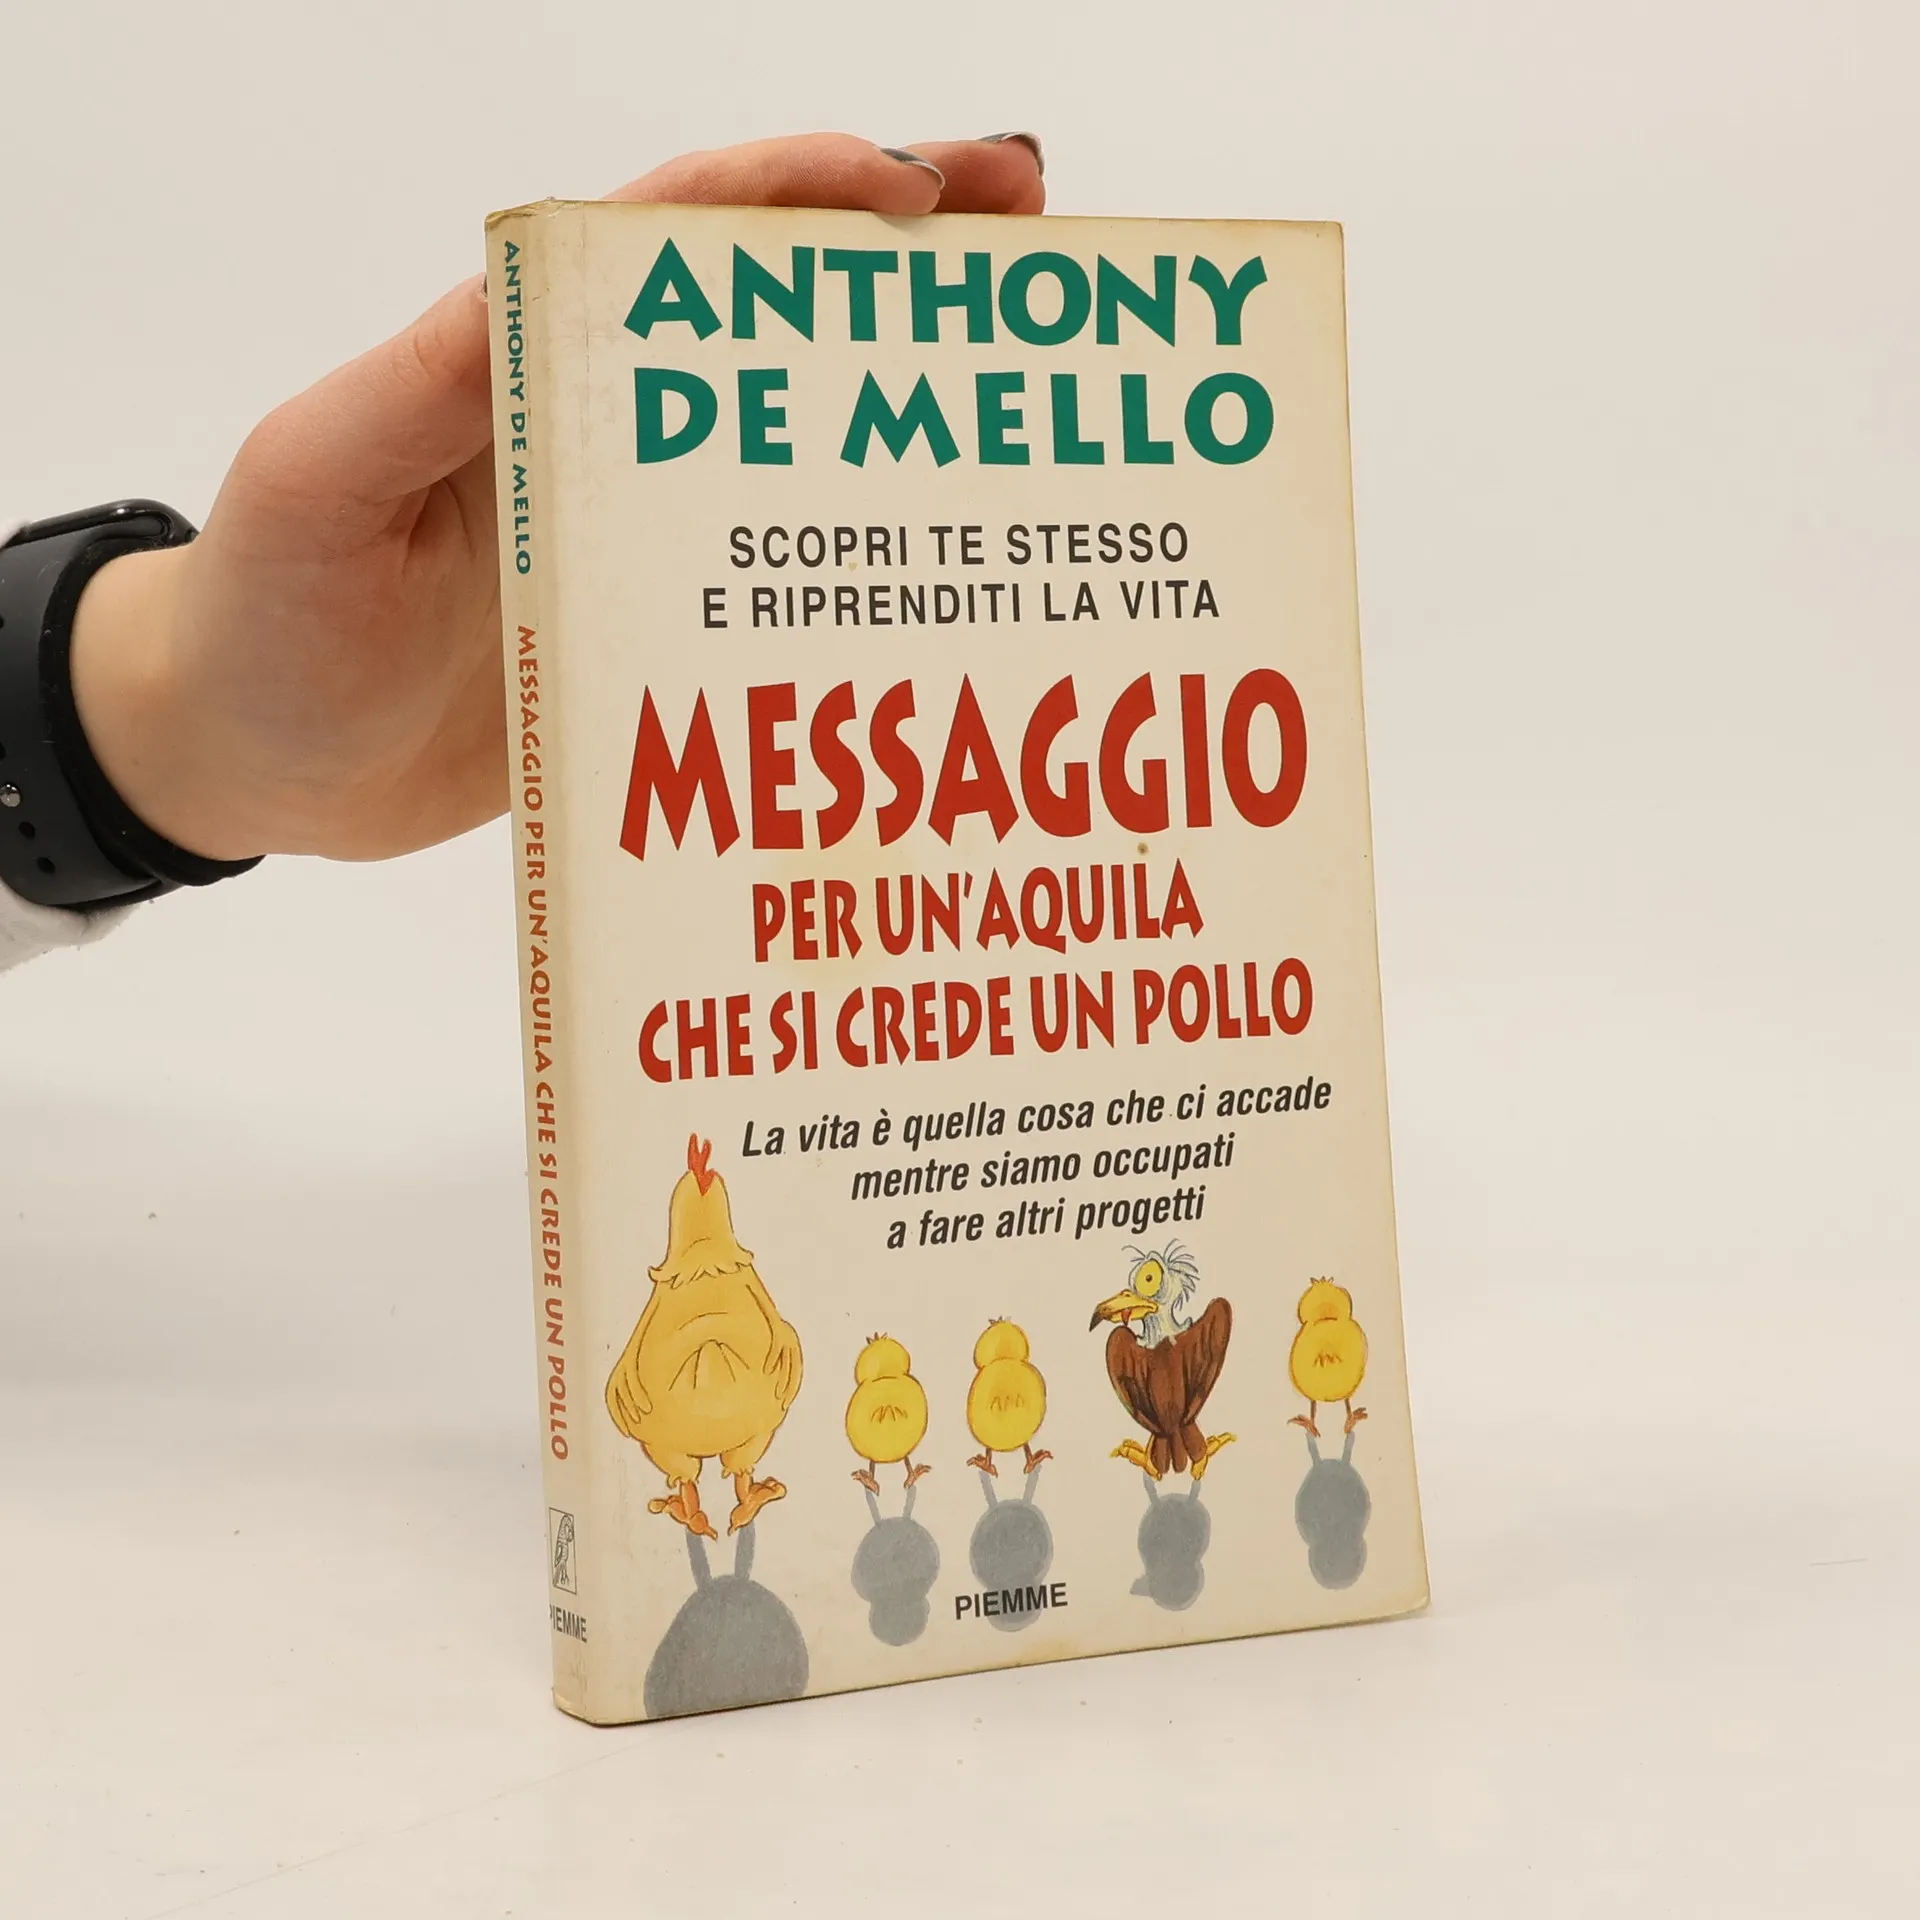 ANTHONY DE MELLO MESSAGGIO PER UN'AQUILA CHE SI CREDE UN POLLO
PIEMME
ANTHONY
DE MELLO
SCOPRI TE STESSO
E RIPRENDITI LA VITA
MESSAGGIO
PER UN'AQUILA
CHE SI CREDE UN POLLO
La vita è quella cosa che ci accade
mentre siamo occupati
a fare altri progetti
PIEMME